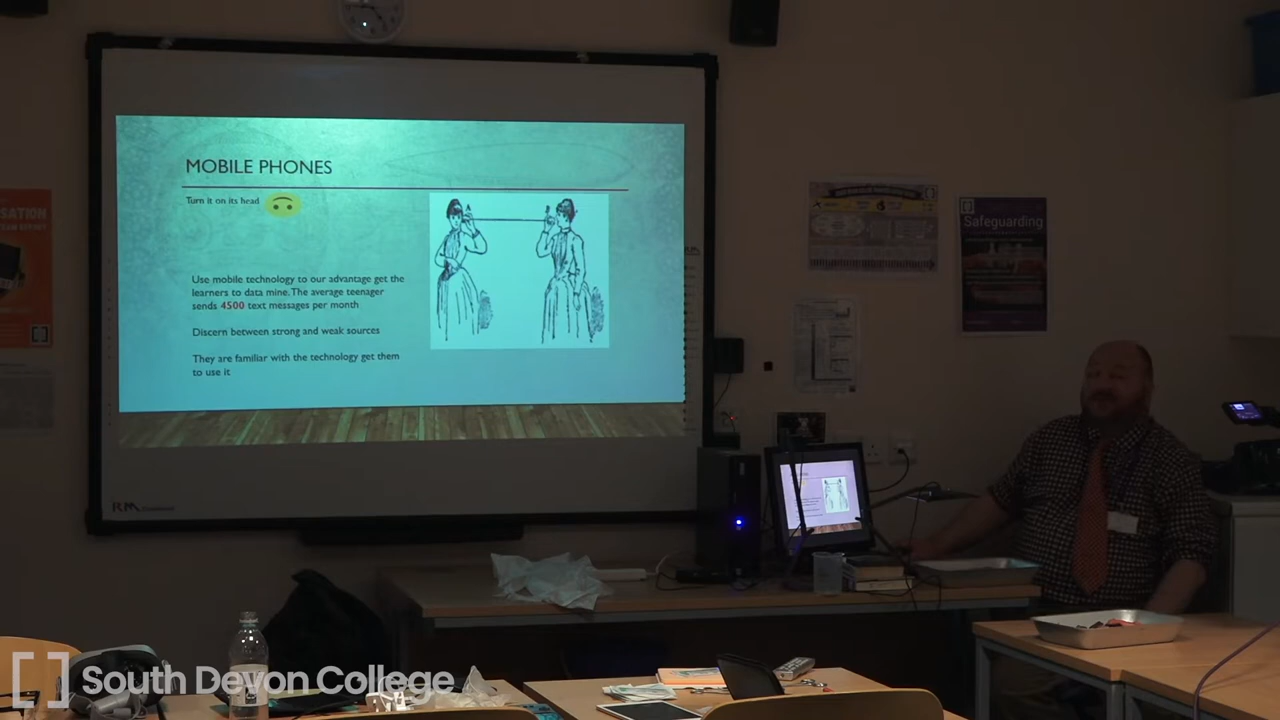 MOBILE PHONES
Turn it on its head
Use mobile technology to our advantage get the
learners to data mine. The average teenager
sends 4500 text messages per month
Discern between strong and weak sources
They are familiar with the technology get them
to use it
SATION
Safeguarding
RM
South Devon College